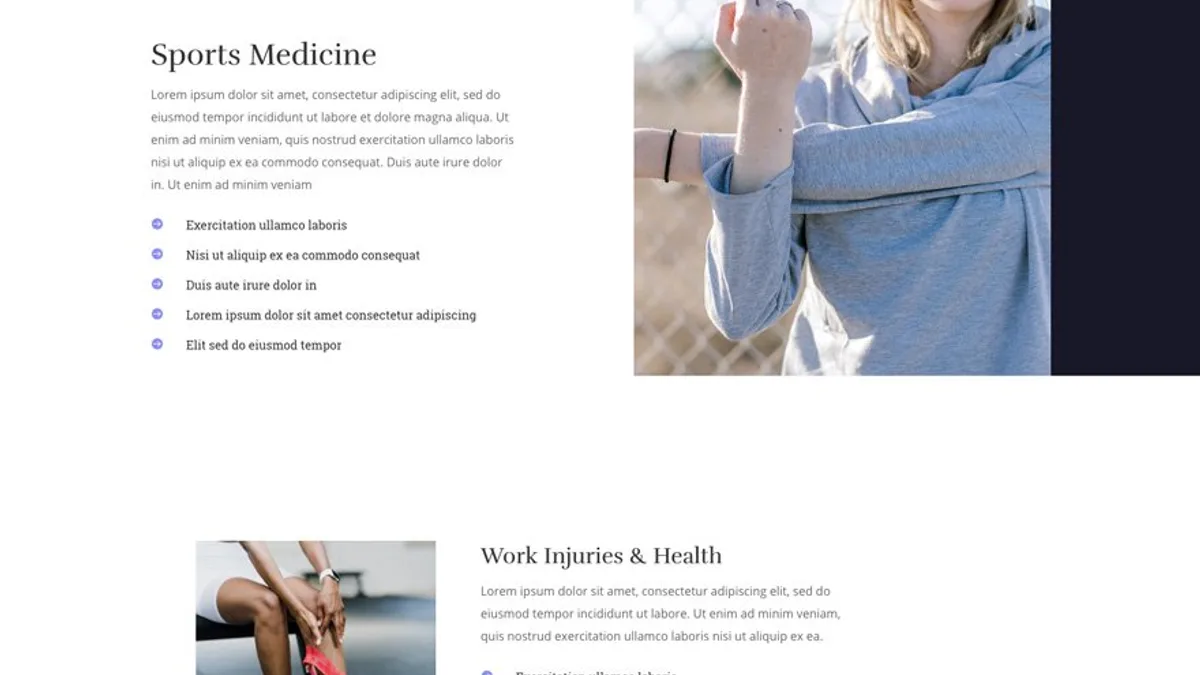 Sports Medicine
Lorem ipsum dolor sit amet, consectetur adipiscing elit, sed do
eiusmod tempor incididunt ut labore et dolore magna aliqua. Ut
enim ad minim veniam, quis nostrud exercitation ullamco laboris
nisi ut aliquip ex ea commodo consequat. Duis aute irure dolor
in. Ut enim ad minim veniam
Exercitation ullamco laboris
Nisi ut aliquip ex ea commodo consequat
Duis aute irure dolor in
Lorem ipsum dolor sit amet consectetur adipiscing
Elit sed do eiusmod tempor
Work Injuries & Health
Lorem ipsum dolor sit amet, consectetur adipiscing elit, sed do
eiusmod tempor incididunt ut labore. Ut enim ad minim veniam,
quis nostrud exercitation ullamco laboris nisi ut aliquip ex ea.
Exercitation ullamco laboris